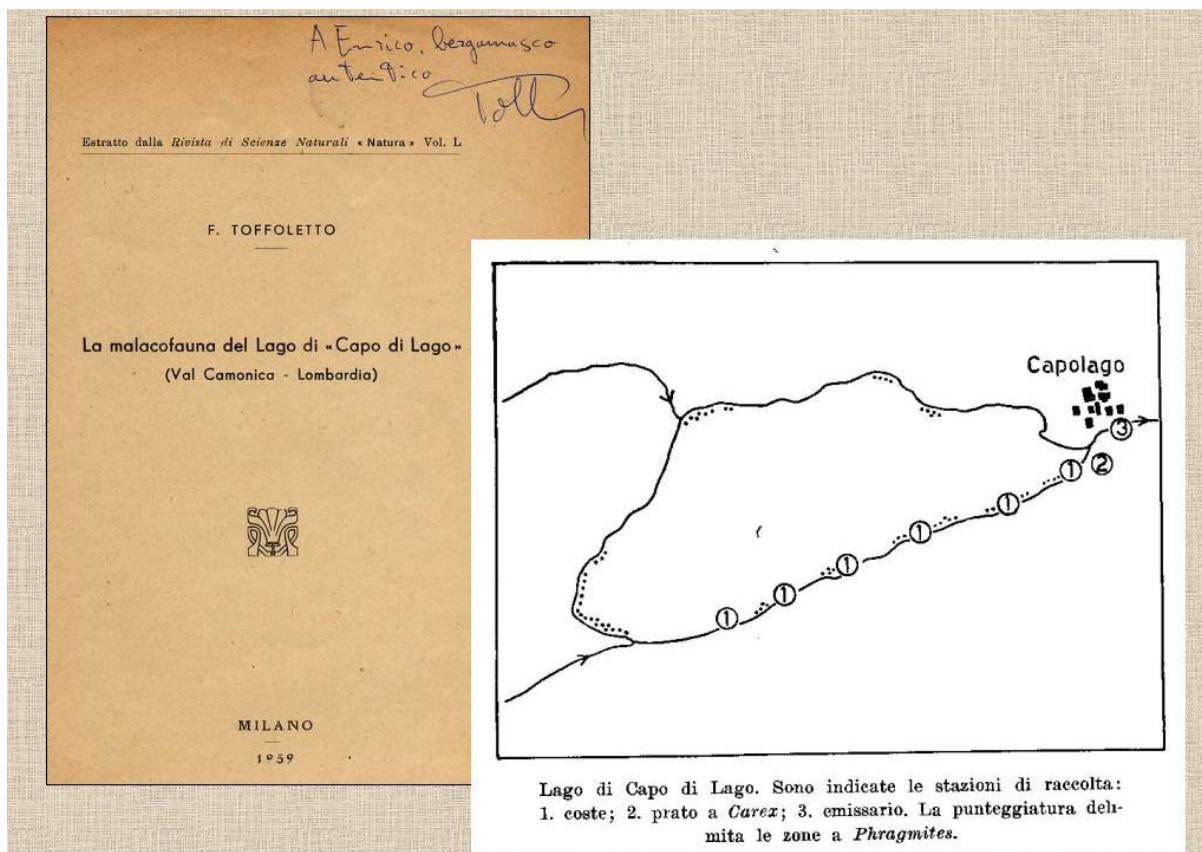 A Enrico, bergamasco
autentico
Estratto dalla Rivista di Scienze Naturali « Natura » Vol. L
F. TOFFOLETTO
La malacofauna del Lago di «Capo di Lago»
(Val Camonica - Lombardia)
MILANO
1959
Capolago
3
1 2
1
1
1
1
1
Lago di Capo di Lago. Sono indicate le stazioni di raccolta:
1. coste; 2. prato a Carex; 3. emissario. La punteggiatura deli-
mita le zone a Phragmites.